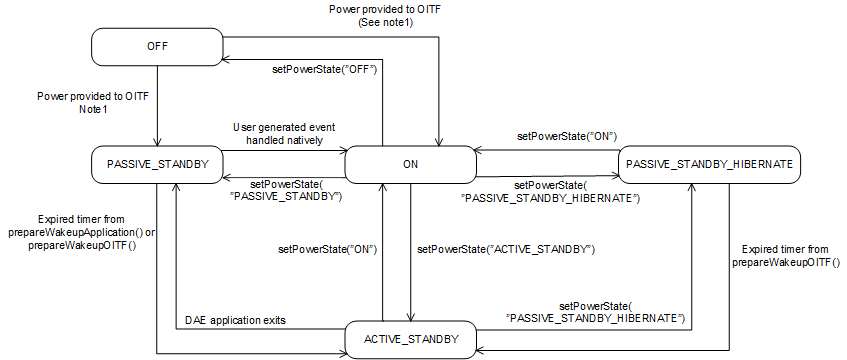 Power provided to OITF
(See note1)
OFF
setPowerState("OFF")
Power provided to OITF
Note1
User generated event
handled natively
setPowerState("ON")
PASSIVE_STANDBY
ON
PASSIVE_STANDBY_HIBERNATE
setPowerState(
"PASSIVE_STANDBY")
setPowerState(
"PASSIVE_STANDBY_HIBERNATE")
Expired timer from
prepareWakeupApplication() or
prepareWakeupOITF()
setPowerState("ON")
setPowerState("ACTIVE_STANDBY")
Expired timer from
prepareWakeupOITF()
DAE application exits
setPowerState(
"PASSIVE_STANDBY_HIBERNATE")
ACTIVE_STANDBY